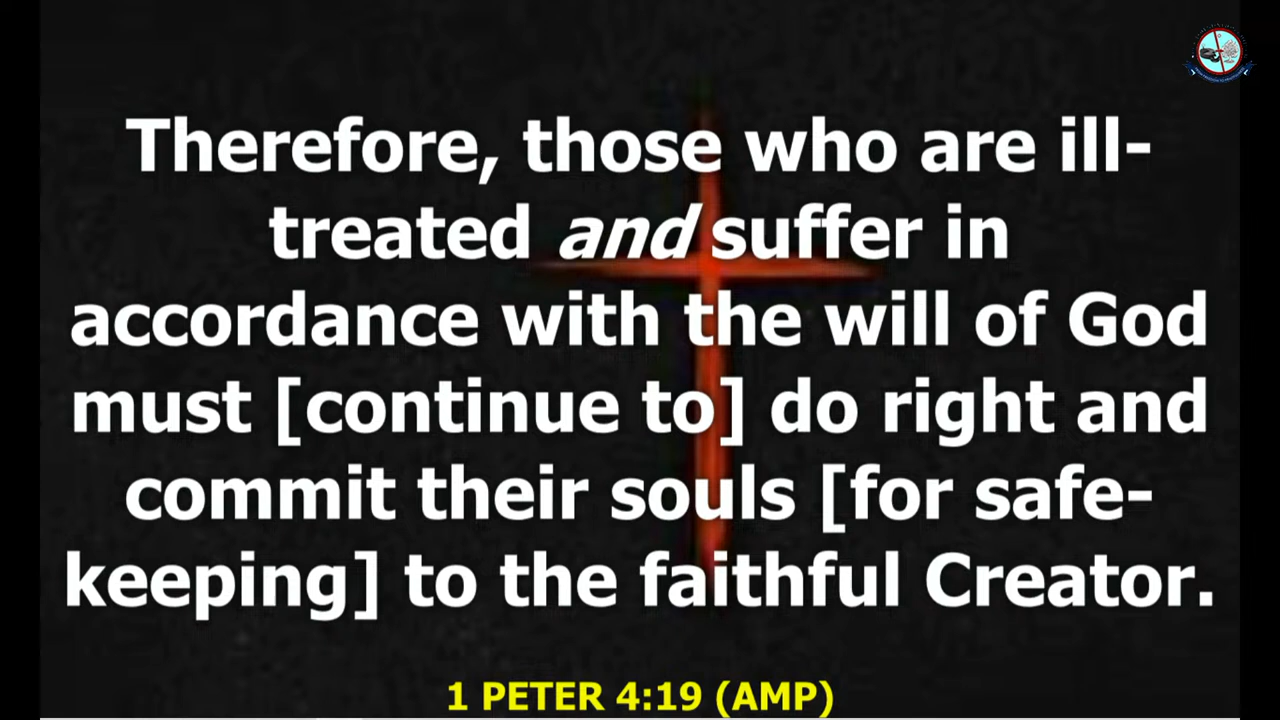 Therefore, those who are ill-
treated and suffer in
accordance with the will of God
must [continue to] do right and
commit their souls [for safe-
keeping] to the faithful Creator.
1 PETER 4:19 (AMP)